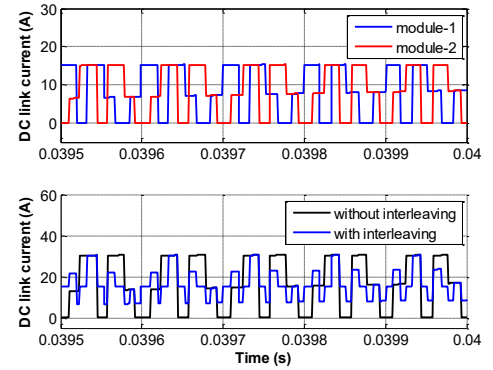 DC link current (A)
30
20
10
0
module-1
module-2
0.0395 0.0396 0.0397 0.0398 0.0399 0.04
DC link current (A)
60
40
20
0
without interleaving
with interleaving
0.0395 0.0396 0.0397 0.0398 0.0399 0.04
Time (s)